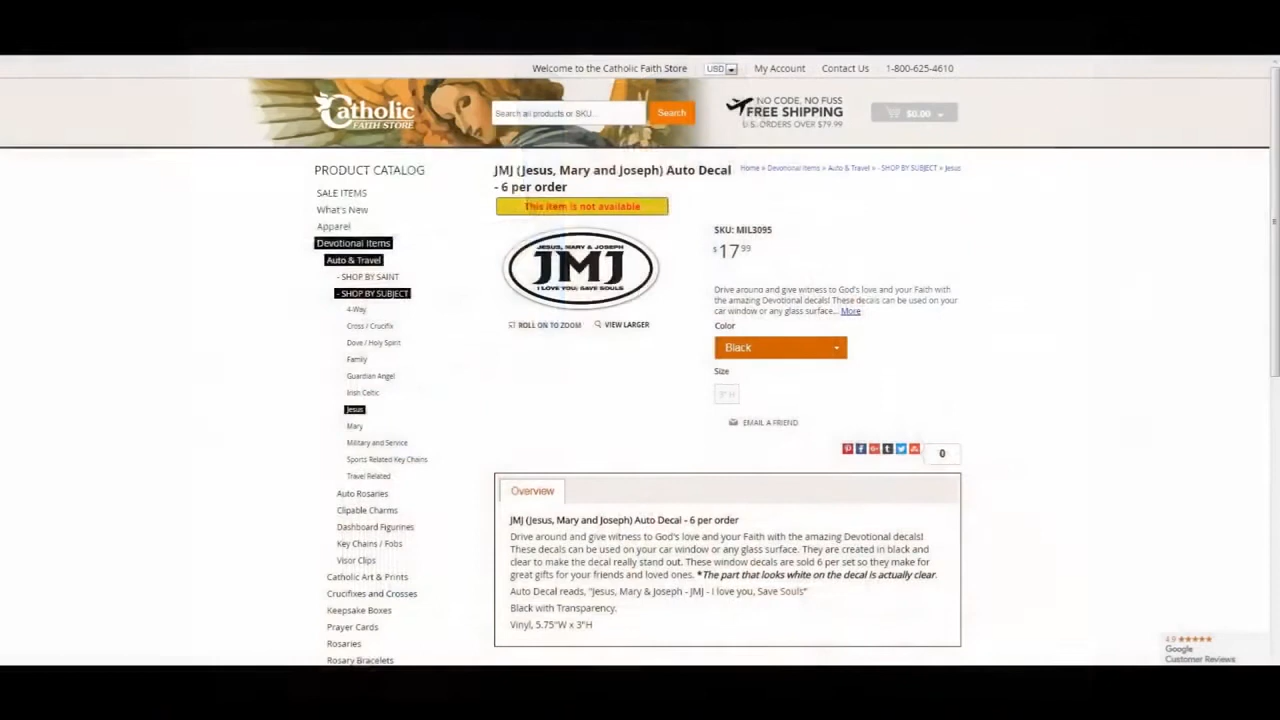 Welcome to the Catholic Faith Store USD My Account Contact Us 1-800-625-4610
Catholic
FAITH STORE
Search all products or SKU...
Search
NO CODE, NO FUSS
FREE SHIPPING
U.S. ORDERS OVER $79.99
$0.00
PRODUCT CATALOG
SALE ITEMS
What's New
Apparel
Devotional Items
Auto & Travel
- SHOP BY SAINT
- SHOP BY SUBJECT
4-Way
Cross / Crucifix
Dove / Holy Spirit
Family
Guardian Angel
Irish Celtic
Jesus
Mary
Military and Service
Sports Related Key Chains
Travel Related
Auto Rosaries
Clipable Charms
Dashboard Figurines
Key Chains / Fobs
Visor Clips
Catholic Art & Prints
Crucifixes and Crosses
Keepsake Boxes
Prayer Cards
Rosaries
Rosary Bracelets
JMJ (Jesus, Mary and Joseph) Auto Decal
- 6 per order
Home » Devotional Items » Auto & Travel » - SHOP BY SUBJECT » Jesus
This item is not available
JESUS, MARY & JOSEPH
JMJ
I LOVE YOU, SAVE SOULS
ROLL ON TO ZOOM VIEW LARGER
SKU: MIL3095
$17.99
Drive around and give witness to God's love and your Faith with
the amazing Devotional decals! These decals can be used on your
car window or any glass surface... More
Color
Black
Size
3" H
EMAIL A FRIEND
0
Overview
JMJ (Jesus, Mary and Joseph) Auto Decal - 6 per order
Drive around and give witness to God's love and your Faith with the amazing Devotional decals!
These decals can be used on your car window or any glass surface. They are created in black and
clear to make the decal really stand out. These window decals are sold 6 per set so they make for
great gifts for your friends and loved ones. *The part that looks white on the decal is actually clear.
Auto Decal reads, "Jesus, Mary & Joseph - JMJ - I love you, Save Souls"
Black with Transparency.
Vinyl, 5.75"W x 3"H
4.9 ★★★★★
Google
Customer Reviews